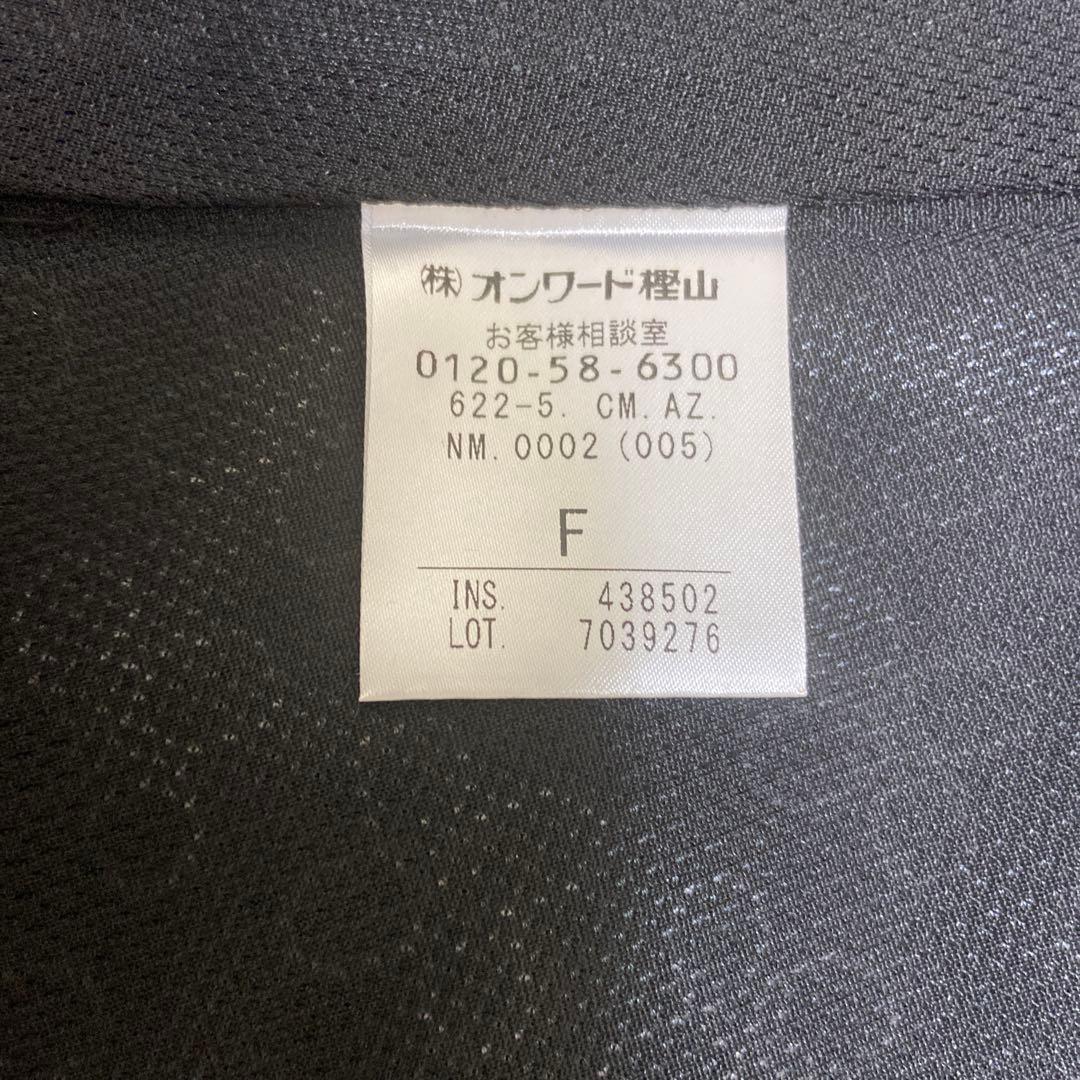 (株)オンワード樫山
お客様相談室
0120-58-6300
622-5. CM. AZ.
NM. 0002 (005)
F
INS. 438502
LOT. 7039276